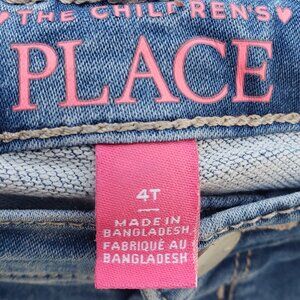 ♥THE CHILDREN'S♥
PLACE
4T
MADE IN
BANGLADESH
FABRIQUÉ AU
BANGLADESH